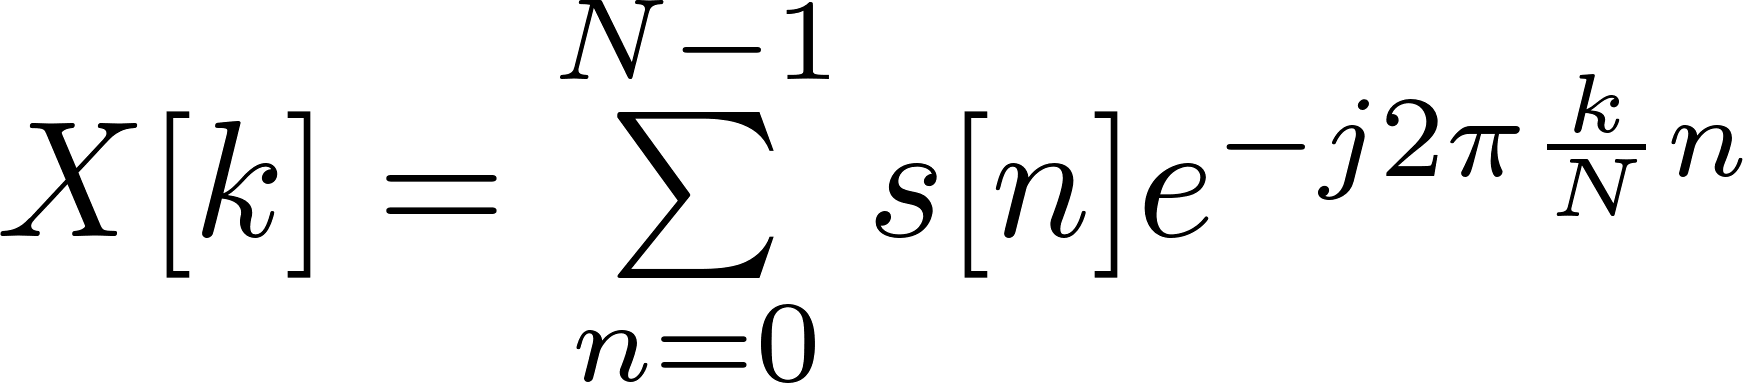 X[k] = \sum_{n=0}^{N-1} s[n]e^{-j2\pi\frac{k}{N}n}